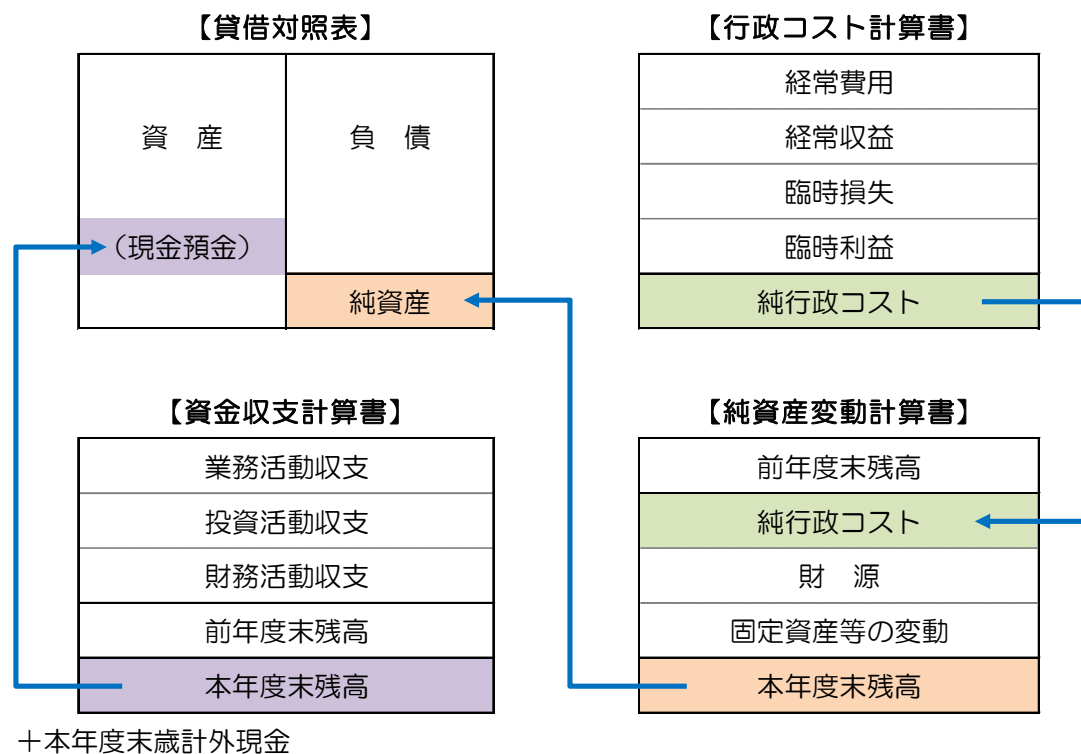 【貸借対照表】
資　産
負　債
（現金預金）
純資産
【行政コスト計算書】
経常費用
経常収益
臨時損失
臨時利益
純行政コスト
【資金収支計算書】
業務活動収支
投資活動収支
財務活動収支
前年度末残高
本年度末残高
＋本年度末歳計外現金
【純資産変動計算書】
前年度末残高
純行政コスト
財　源
固定資産等の変動
本年度末残高